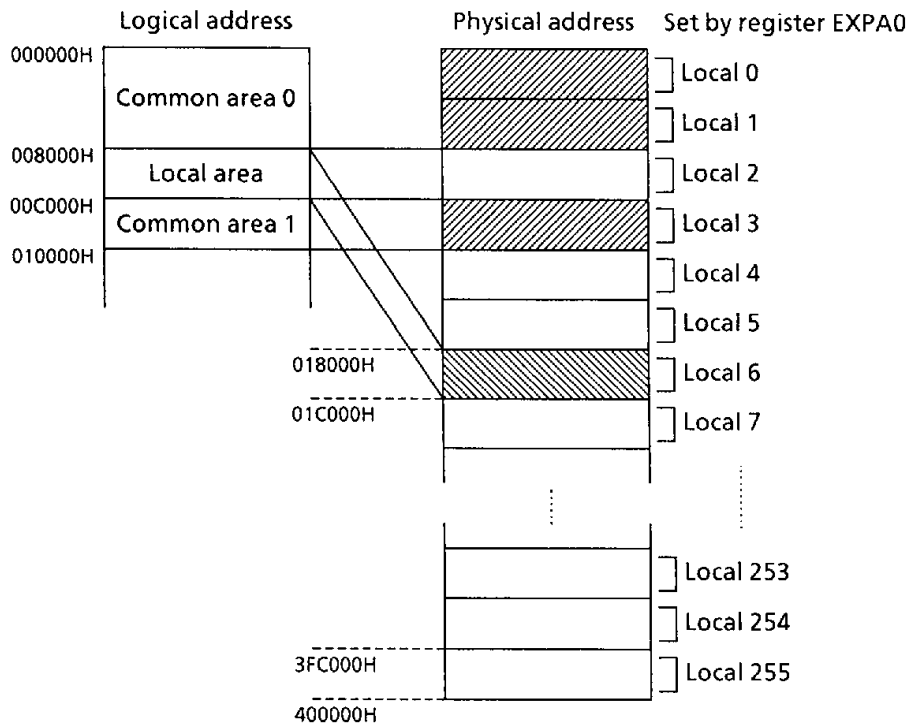 Logical address
Physical address
Set by register EXPA0
000000H
Common area 0
008000H
Local area
00C000H
Common area 1
010000H
018000H
01C000H
3FC000H
400000H
Local 0
Local 1
Local 2
Local 3
Local 4
Local 5
Local 6
Local 7
Local 253
Local 254
Local 255